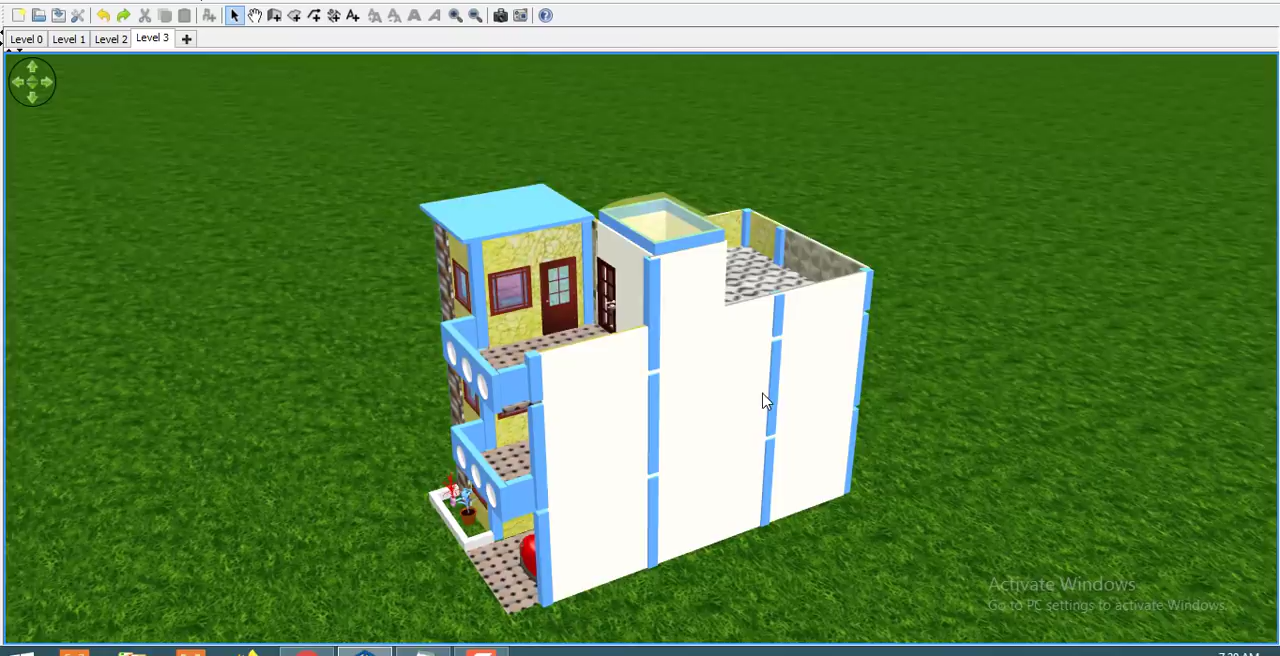 Level 0 Level 1 Level 2 Level 3
Activate Windows
Go to PC settings to activate Windows.